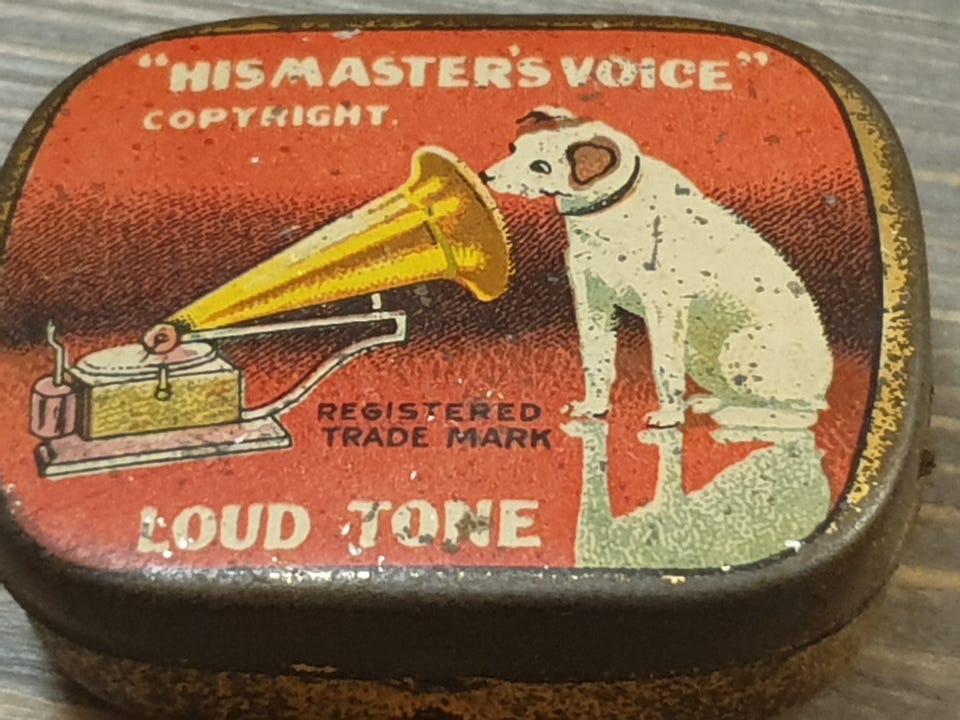 "HIS MASTER'S VOICE"
COPYRIGHT.
REGISTERED
TRADE MARK
LOUD TONE